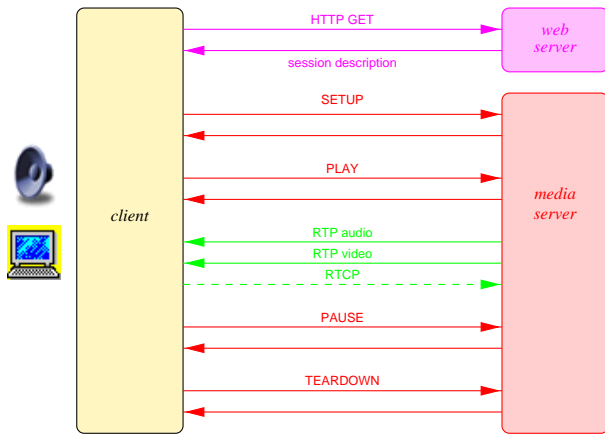 HTTP GET
web
server
session description
SETUP
PLAY
client
media
server
RTP audio
RTP video
RTCP
PAUSE
TEARDOWN